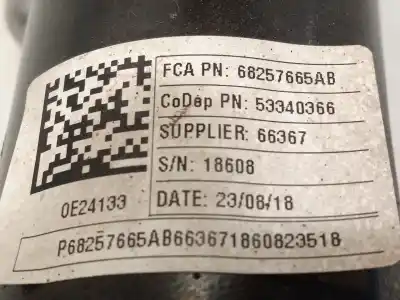 FCA PN: 68257665AB
CoDep PN: 53340366
SUPPLIER: 66367
S/N: 18608
DATE: 23/08/18
0E24133
P68257665AB663671860823518